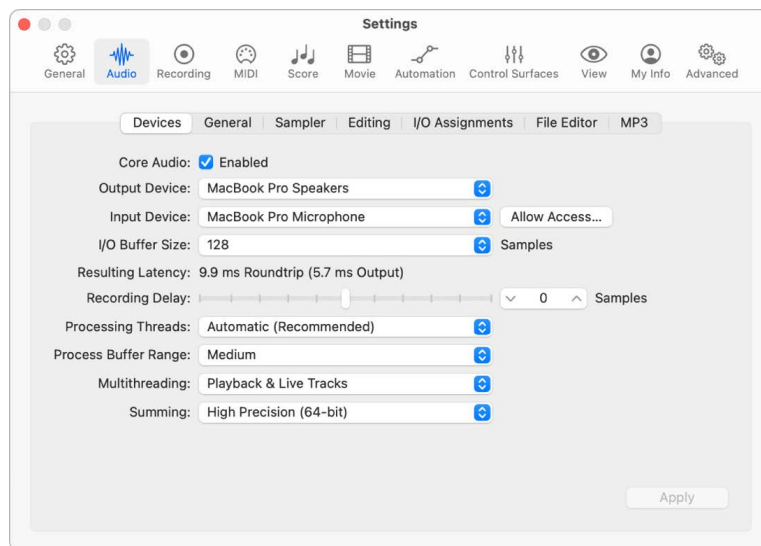 Settings
General Audio Recording MIDI Score Movie Automation Control Surfaces View My Info Advanced
Devices General Sampler Editing I/O Assignments File Editor MP3
Core Audio: Enabled
Output Device: MacBook Pro Speakers
Input Device: MacBook Pro Microphone Allow Access...
I/O Buffer Size: 128 Samples
Resulting Latency: 9.9 ms Roundtrip (5.7 ms Output)
Recording Delay: 0 Samples
Processing Threads: Automatic (Recommended)
Process Buffer Range: Medium
Multithreading: Playback & Live Tracks
Summing: High Precision (64-bit)
Apply